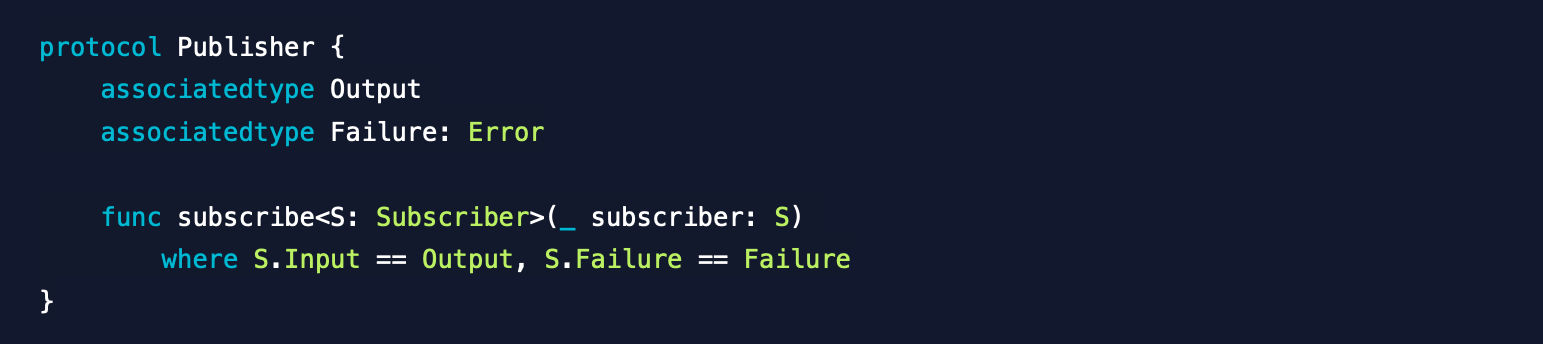 protocol Publisher {
    associatedtype Output
    associatedtype Failure: Error

    func subscribe<S: Subscriber>(_ subscriber: S)
        where S.Input == Output, S.Failure == Failure
}